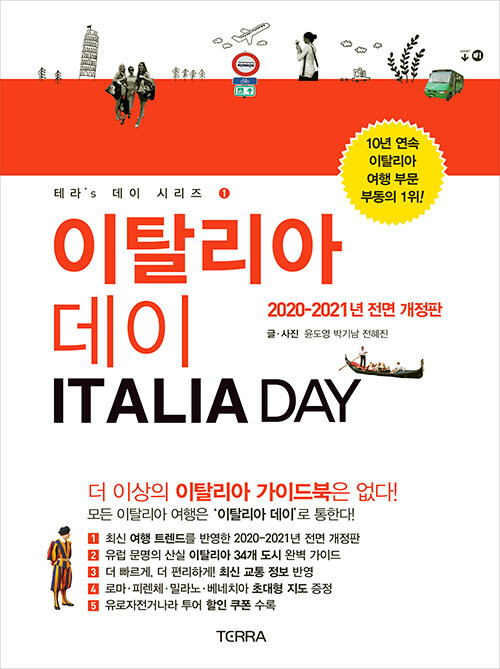 10년 연속
이탈리아
여행 부문
부동의 1위!
테라's 데이 시리즈 1
이탈리아
데이
2020-2021년 전면 개정판
글·사진 윤도영 박기남 전혜진
ITALIA DAY
더 이상의 이탈리아 가이드북은 없다!
모든 이탈리아 여행은 '이탈리아 데이'로 통한다!
1 최신 여행 트렌드를 반영한 2020-2021년 전면 개정판
2 유럽 문명의 산실 이탈리아 34개 도시 완벽 가이드
3 더 빠르게, 더 편리하게! 최신 교통 정보 반영
4 로마·피렌체·밀라노·베네치아 초대형 지도 증정
5 유로자전거나라 투어 할인 쿠폰 수록
TERRA